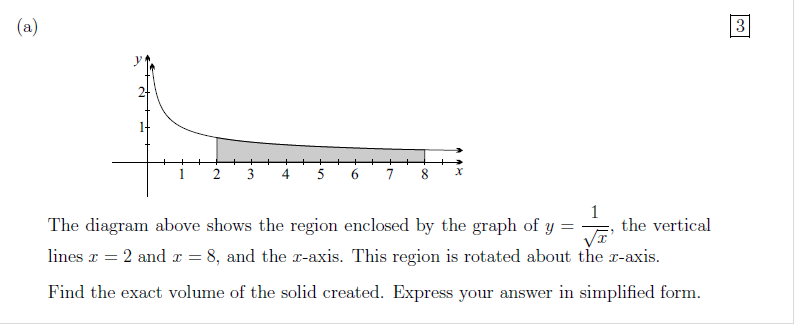 (a)
3
y
2
1
1 2 3 4 5 6 7 8 x
The diagram above shows the region enclosed by the graph of y = 1/√x, the vertical
lines x = 2 and x = 8, and the x-axis. This region is rotated about the x-axis.
Find the exact volume of the solid created. Express your answer in simplified form.